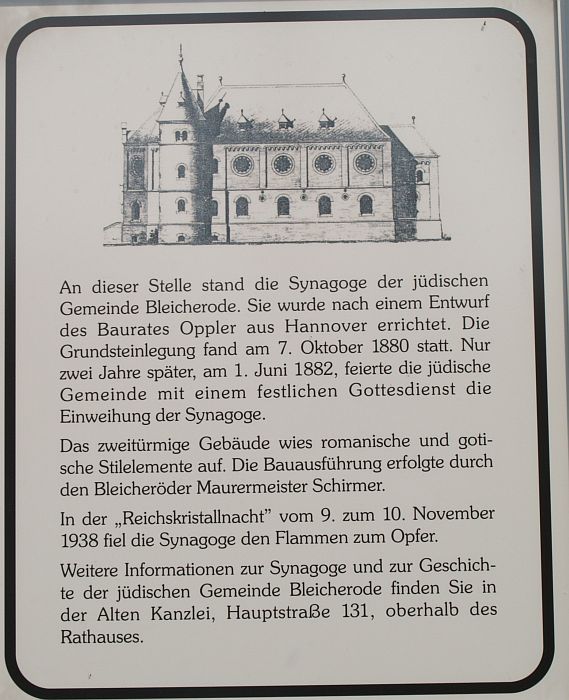 An dieser Stelle stand die Synagoge der jüdischen
Gemeinde Bleicherode. Sie wurde nach einem Entwurf
des Baurates Oppler aus Hannover errichtet. Die
Grundsteinlegung fand am 7. Oktober 1880 statt. Nur
zwei Jahre später, am 1. Juni 1882, feierte die jüdische
Gemeinde mit einem festlichen Gottesdienst die
Einweihung der Synagoge.
Das zweitürmige Gebäude wies romanische und goti-
sche Stilelemente auf. Die Bauausführung erfolgte durch
den Bleicheröder Maurermeister Schirmer.
In der „Reichskristallnacht” vom 9. zum 10. November
1938 fiel die Synagoge den Flammen zum Opfer.
Weitere Informationen zur Synagoge und zur Geschich-
te der jüdischen Gemeinde Bleicherode finden Sie in
der Alten Kanzlei, Hauptstraße 131, oberhalb des
Rathauses.